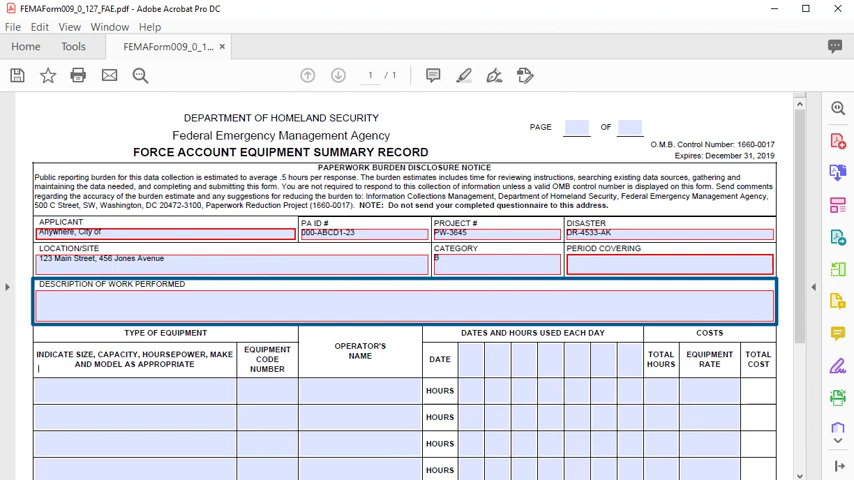 FEMAForm009_0_127_FAE.pdf - Adobe Acrobat Pro DC
File Edit View Window Help
Home Tools FEMAForm009_0_1... ×
1 / 1
DEPARTMENT OF HOMELAND SECURITY
Federal Emergency Management Agency
FORCE ACCOUNT EQUIPMENT SUMMARY RECORD
PAGE OF
O.M.B. Control Number: 1660-0017
Expires: December 31, 2019
PAPERWORK BURDEN DISCLOSURE NOTICE
Public reporting burden for this data collection is estimated to average .5 hours per response. The burden estimates includes time for reviewing instructions, searching existing data sources, gathering and
maintaining the data needed, and completing and submitting this form. You are not required to respond to this collection of information unless a valid OMB control number is displayed on this form. Send comments
regarding the accuracy of the burden estimate and any suggestions for reducing the burden to: Information Collections Management, Department of Homeland Security, Federal Emergency Management Agency,
500 C Street, SW, Washington, DC 20472-3100, Paperwork Reduction Project (1660-0017). NOTE: Do not send your completed questionnaire to this address.
APPLICANT PA ID # PROJECT # DISASTER
Anywhere, City of 000-ABCD1-23 PW-3645 DR-4533-AK
LOCATION/SITE CATEGORY PERIOD COVERING
123 Main Street, 456 Jones Avenue B
DESCRIPTION OF WORK PERFORMED
TYPE OF EQUIPMENT
INDICATE SIZE, CAPACITY, HOURSEPOWER, MAKE
AND MODEL AS APPROPRIATE
EQUIPMENT
CODE
NUMBER
OPERATOR'S
NAME
DATES AND HOURS USED EACH DAY
DATE
COSTS
TOTAL
HOURS
EQUIPMENT
RATE
TOTAL
COST
HOURS
HOURS
HOURS
HOURS